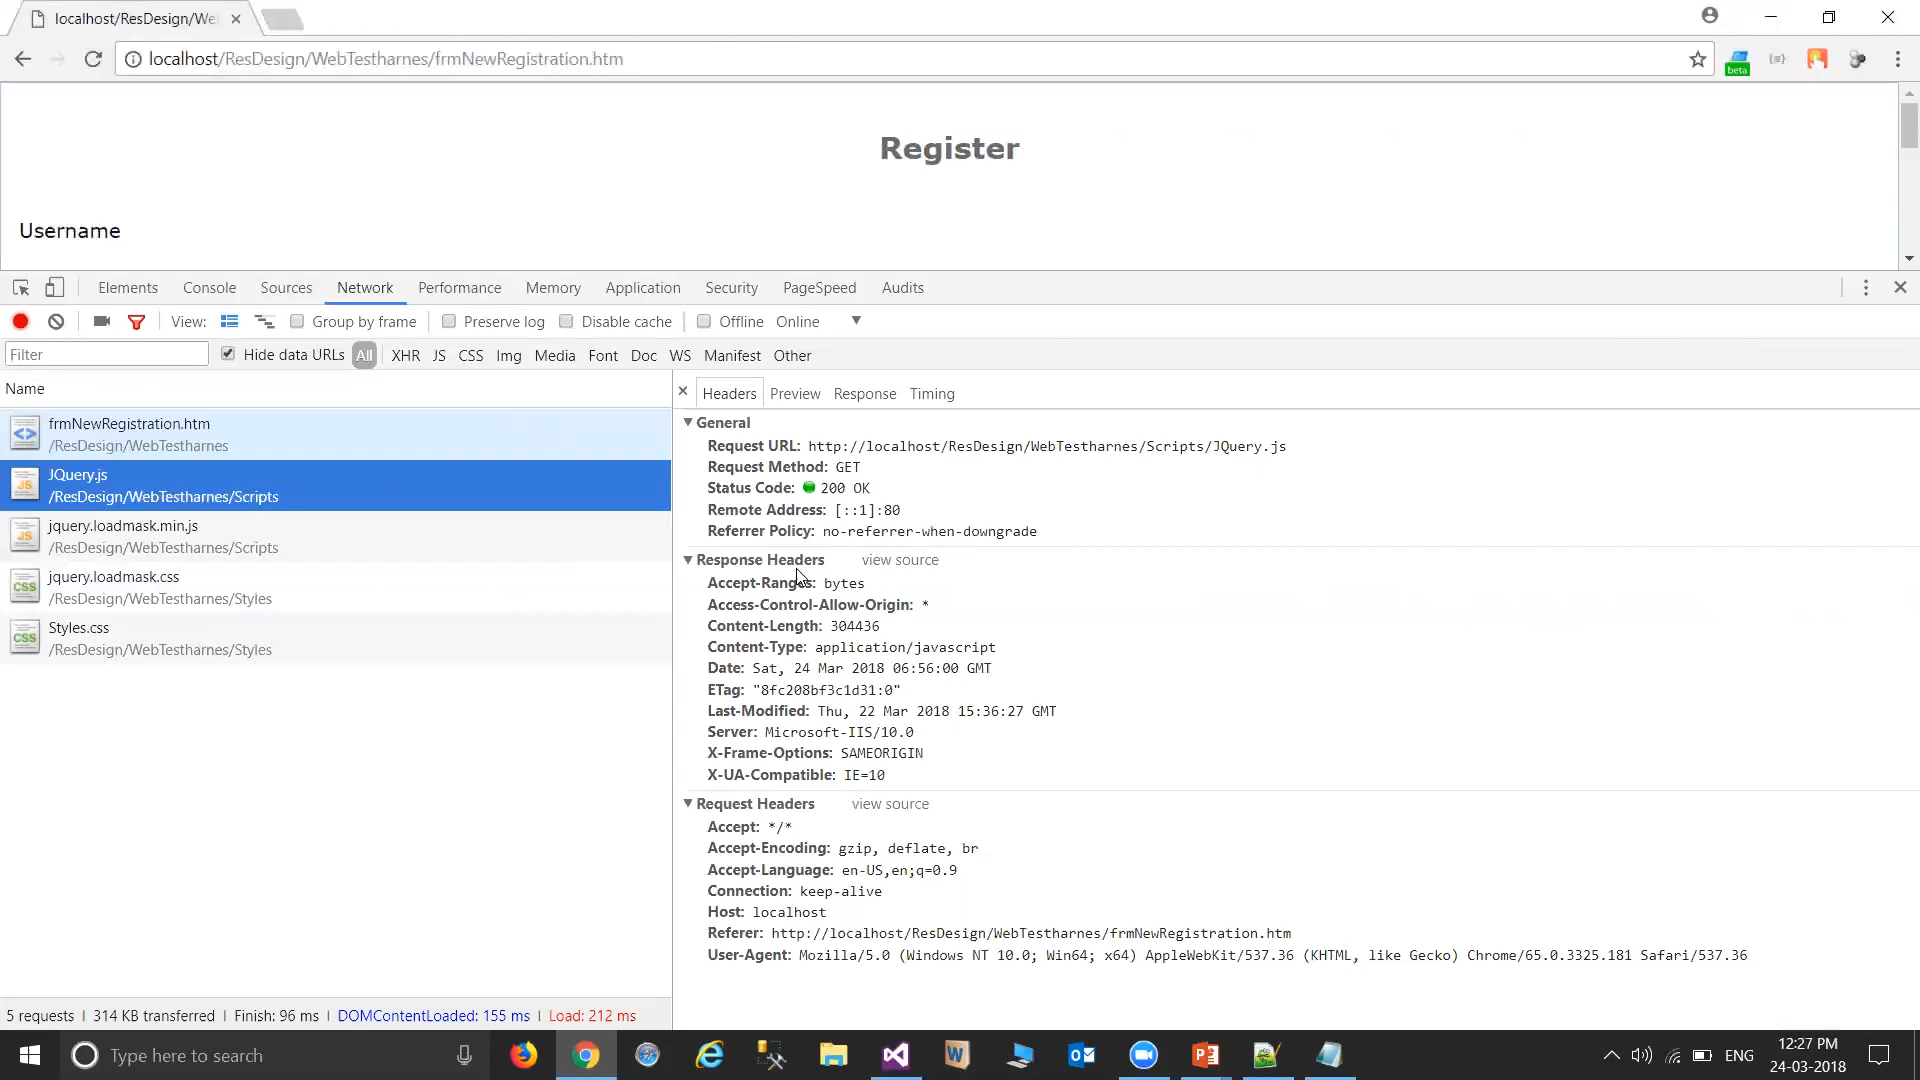 localhost/ResDesign/We
localhost/ResDesign/WebTestharnes/frmNewRegistration.htm
beta
Register
Username
Elements Console Sources Network Performance Memory Application Security PageSpeed Audits
View: Group by frame Preserve log Disable cache Offline Online
Filter Hide data URLs All XHR JS CSS Img Media Font Doc WS Manifest Other
Name
frmNewRegistration.htm
/ResDesign/WebTestharnes
JS JQuery.js
/ResDesign/WebTestharnes/Scripts
JS jquery.loadmask.min.js
/ResDesign/WebTestharnes/Scripts
CSS jquery.loadmask.css
/ResDesign/WebTestharnes/Styles
CSS Styles.css
/ResDesign/WebTestharnes/Styles
5 requests | 314 KB transferred | Finish: 96 ms | DOMContentLoaded: 155 ms | Load: 212 ms
Headers Preview Response Timing
General
Request URL: http://localhost/ResDesign/WebTestharnes/Scripts/JQuery.js
Request Method: GET
Status Code: 200 OK
Remote Address: [::1]:80
Referrer Policy: no-referrer-when-downgrade
Response Headers view source
Accept-Ranges: bytes
Access-Control-Allow-Origin: *
Content-Length: 304436
Content-Type: application/javascript
Date: Sat, 24 Mar 2018 06:56:00 GMT
ETag: "8fc208bf3c1d31:0"
Last-Modified: Thu, 22 Mar 2018 15:36:27 GMT
Server: Microsoft-IIS/10.0
X-Frame-Options: SAMEORIGIN
X-UA-Compatible: IE=10
Request Headers view source
Accept: */*
Accept-Encoding: gzip, deflate, br
Accept-Language: en-US,en;q=0.9
Connection: keep-alive
Host: localhost
Referer: http://localhost/ResDesign/WebTestharnes/frmNewRegistration.htm
User-Agent: Mozilla/5.0 (Windows NT 10.0; Win64; x64) AppleWebKit/537.36 (KHTML, like Gecko) Chrome/65.0.3325.181 Safari/537.36
Type here to search
ENG
12:27 PM
24-03-2018